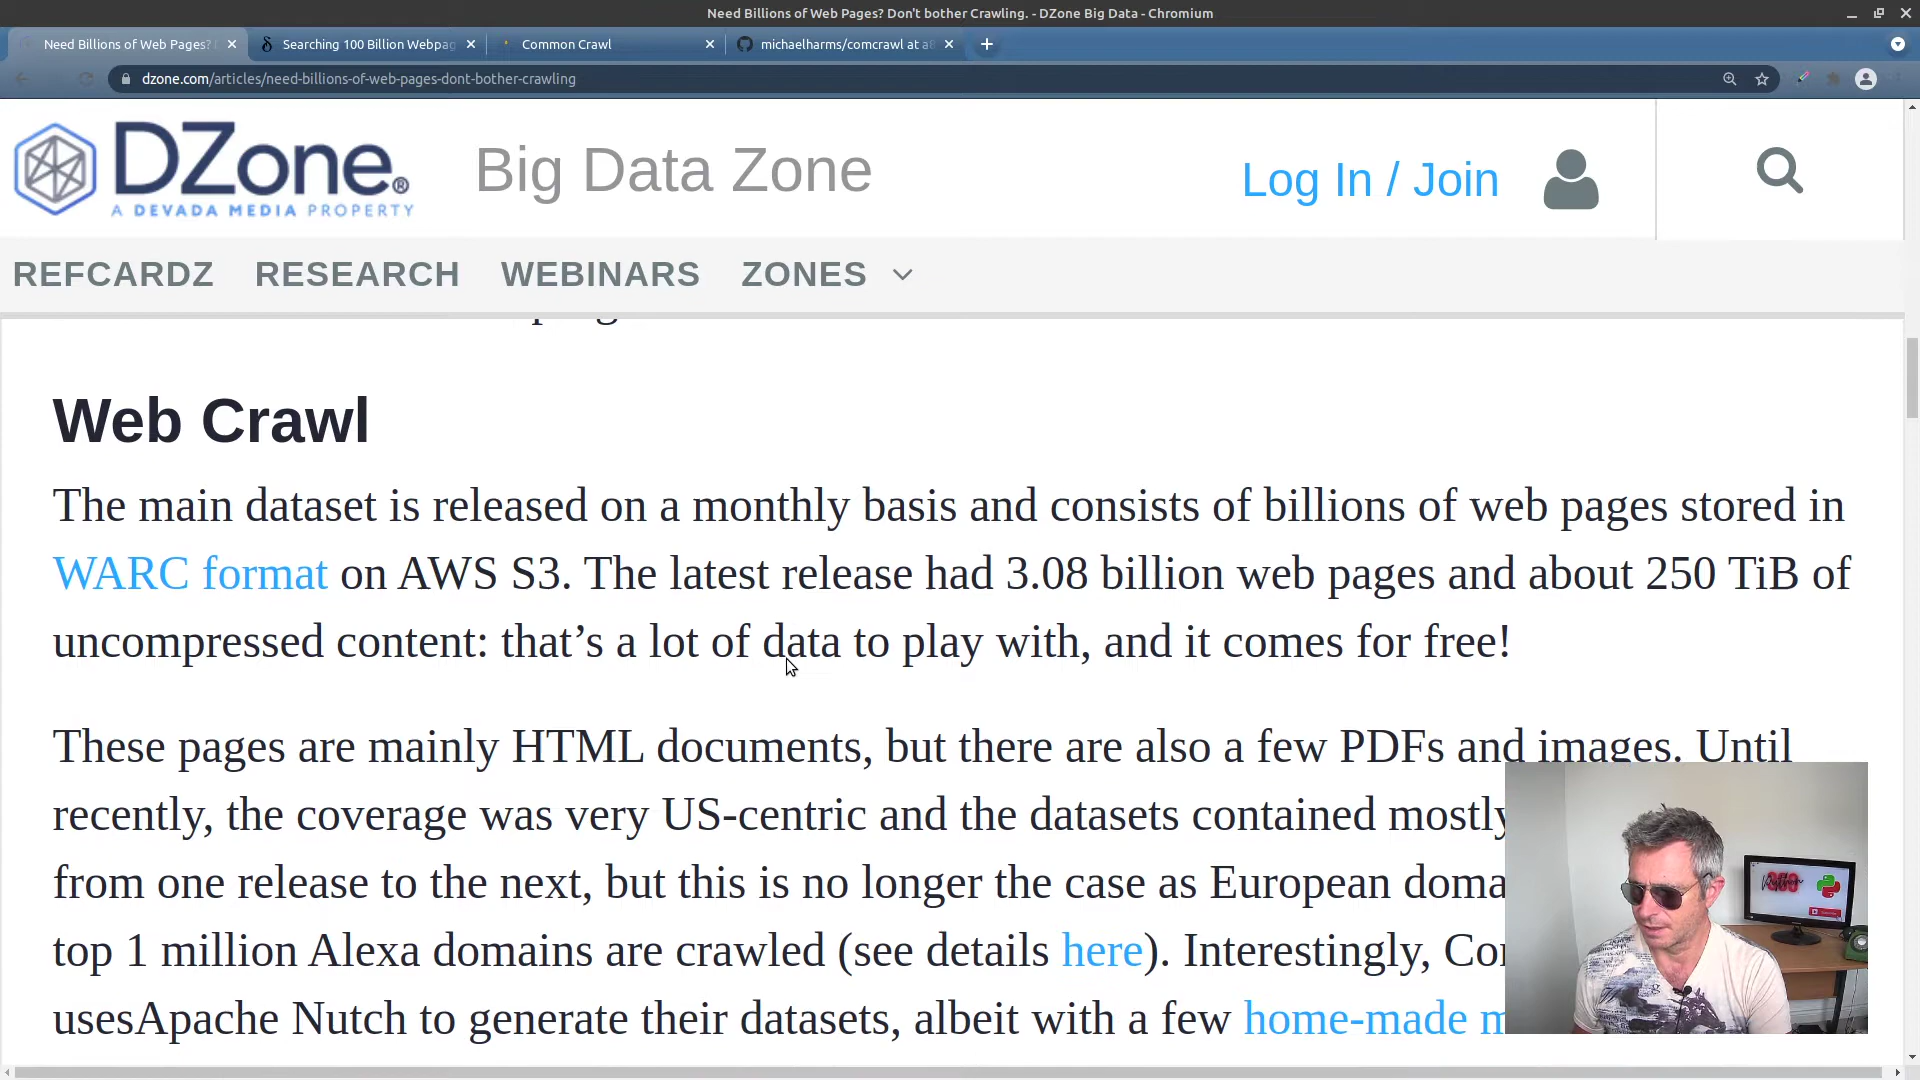 Need Billions of Web Pages? Don't bother Crawling. - DZone Big Data - Chromium
Need Billions of Web Pages?
Searching 100 Billion Webpag
Common Crawl
michaelharms/comcrawl at a8
dzone.com/articles/need-billions-of-web-pages-dont-bother-crawling
DZone®
A DEVADA MEDIA PROPERTY
Big Data Zone
Log In / Join
REFCARDZ RESEARCH WEBINARS ZONES
Web Crawl
The main dataset is released on a monthly basis and consists of billions of web pages stored in
WARC format on AWS S3. The latest release had 3.08 billion web pages and about 250 TiB of
uncompressed content: that’s a lot of data to play with, and it comes for free!
These pages are mainly HTML documents, but there are also a few PDFs and images. Until
recently, the coverage was very US-centric and the datasets contained mostly
from one release to the next, but this is no longer the case as European doma
top 1 million Alexa domains are crawled (see details here). Interestingly, Co
usesApache Nutch to generate their datasets, albeit with a few home-made
Python